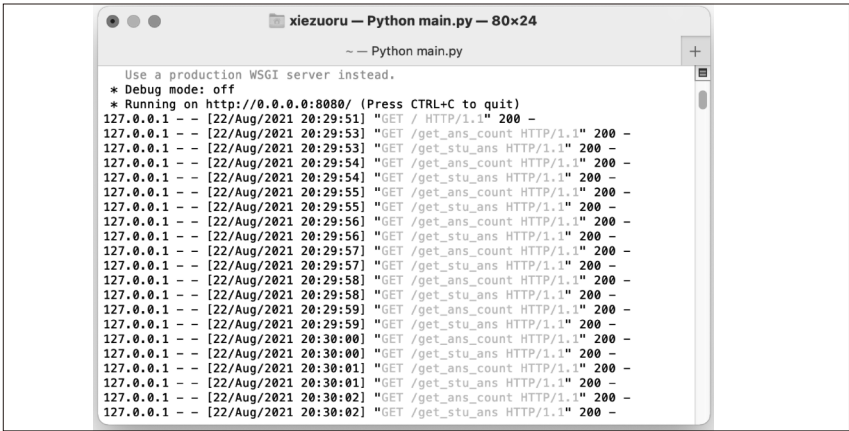 xiezuoru — Python main.py — 80×24
~ — Python main.py +
Use a production WSGI server instead.
* Debug mode: off
* Running on http://0.0.0.0:8080/ (Press CTRL+C to quit)
127.0.0.1 - - [22/Aug/2021 20:29:51] "GET / HTTP/1.1" 200 -
127.0.0.1 - - [22/Aug/2021 20:29:53] "GET /get_ans_count HTTP/1.1" 200 -
127.0.0.1 - - [22/Aug/2021 20:29:53] "GET /get_stu_ans HTTP/1.1" 200 -
127.0.0.1 - - [22/Aug/2021 20:29:54] "GET /get_ans_count HTTP/1.1" 200 -
127.0.0.1 - - [22/Aug/2021 20:29:54] "GET /get_stu_ans HTTP/1.1" 200 -
127.0.0.1 - - [22/Aug/2021 20:29:55] "GET /get_ans_count HTTP/1.1" 200 -
127.0.0.1 - - [22/Aug/2021 20:29:55] "GET /get_stu_ans HTTP/1.1" 200 -
127.0.0.1 - - [22/Aug/2021 20:29:56] "GET /get_ans_count HTTP/1.1" 200 -
127.0.0.1 - - [22/Aug/2021 20:29:56] "GET /get_stu_ans HTTP/1.1" 200 -
127.0.0.1 - - [22/Aug/2021 20:29:57] "GET /get_ans_count HTTP/1.1" 200 -
127.0.0.1 - - [22/Aug/2021 20:29:57] "GET /get_stu_ans HTTP/1.1" 200 -
127.0.0.1 - - [22/Aug/2021 20:29:58] "GET /get_ans_count HTTP/1.1" 200 -
127.0.0.1 - - [22/Aug/2021 20:29:58] "GET /get_stu_ans HTTP/1.1" 200 -
127.0.0.1 - - [22/Aug/2021 20:29:59] "GET /get_ans_count HTTP/1.1" 200 -
127.0.0.1 - - [22/Aug/2021 20:29:59] "GET /get_stu_ans HTTP/1.1" 200 -
127.0.0.1 - - [22/Aug/2021 20:30:00] "GET /get_ans_count HTTP/1.1" 200 -
127.0.0.1 - - [22/Aug/2021 20:30:00] "GET /get_stu_ans HTTP/1.1" 200 -
127.0.0.1 - - [22/Aug/2021 20:30:01] "GET /get_ans_count HTTP/1.1" 200 -
127.0.0.1 - - [22/Aug/2021 20:30:01] "GET /get_stu_ans HTTP/1.1" 200 -
127.0.0.1 - - [22/Aug/2021 20:30:02] "GET /get_ans_count HTTP/1.1" 200 -
127.0.0.1 - - [22/Aug/2021 20:30:02] "GET /get_stu_ans HTTP/1.1" 200 -